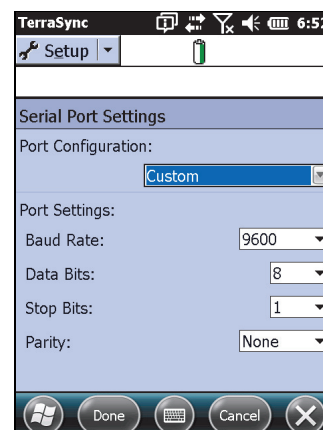 TerraSync 6:5
Setup
Serial Port Settings
Port Configuration:
Custom
Port Settings:
Baud Rate: 9600
Data Bits: 8
Stop Bits: 1
Parity: None
Done Cancel